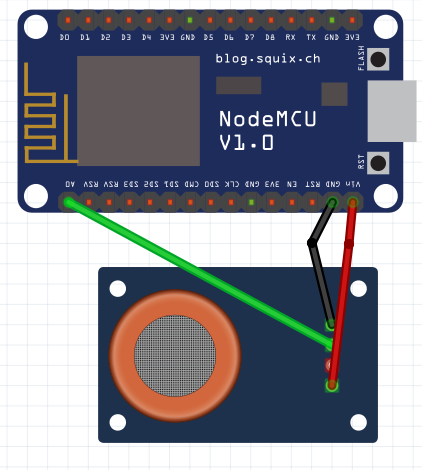 D0 D1 D2 D3 D4 3V3 GND D5 D6 D7 D8 RX TX GND 3V3
blog.squix.ch
FLASH
NodeMCU
V1.0
RST
A0 RSV RSV SD3 SD2 SD1 CMD SD0 CLK GND 3V3 EN RST GND Vin